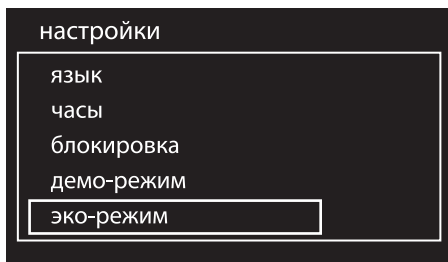 настройки
язык
часы
блокировка
демо-режим
эко-режим